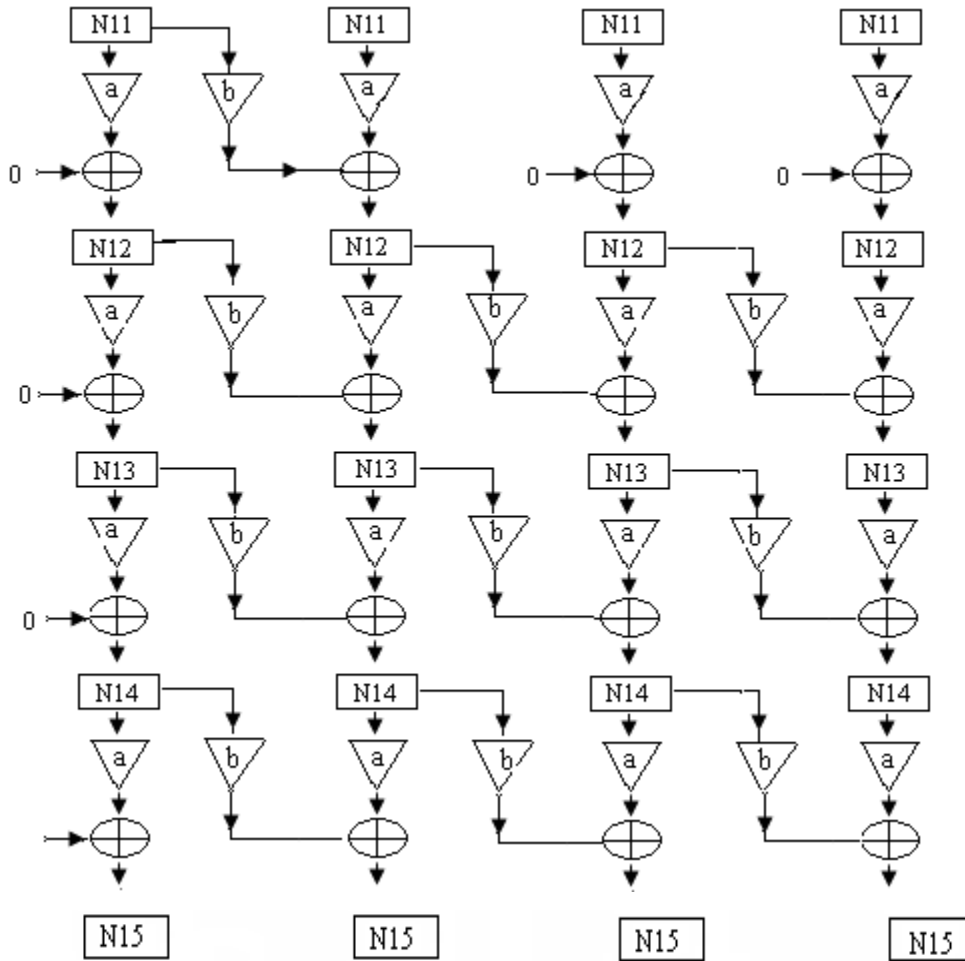 N11 N11 N11 N11
a b a a a
0 0 0
N12 N12 N12 N12
a b a b a b a
0
N13 N13 N13 N13
a b a b a b a
0
N14 N14 N14 N14
a b a b a b a
N15 N15 N15 N15